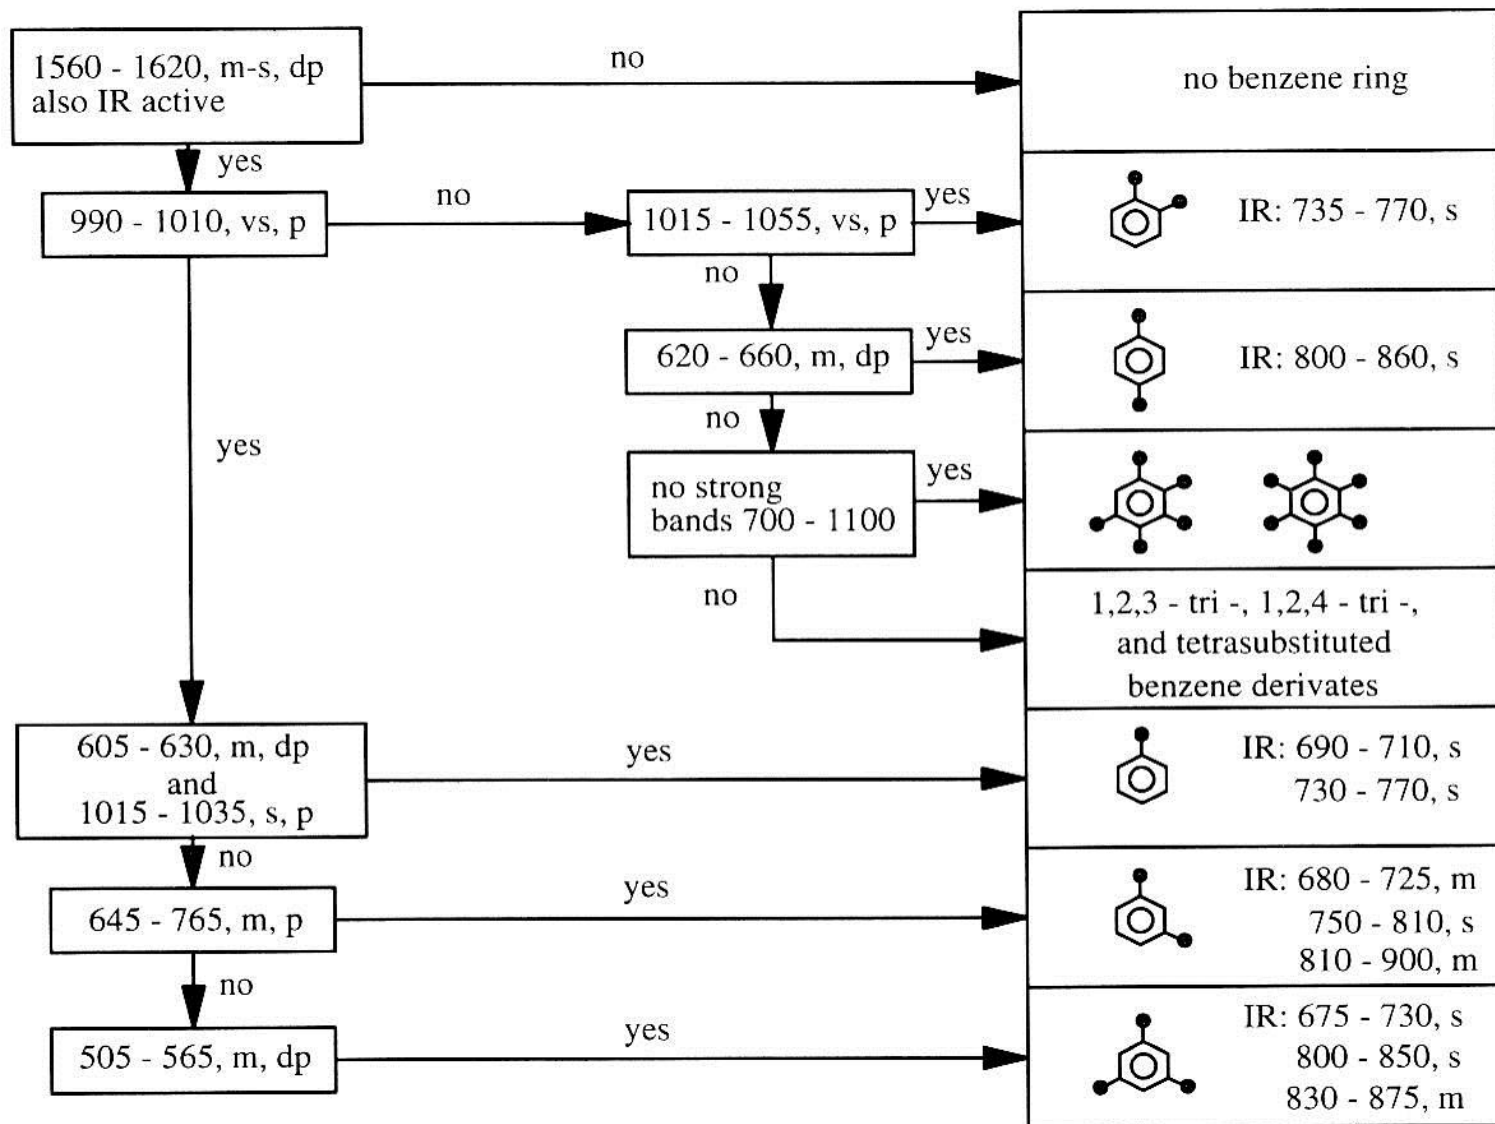 1560 - 1620, m-s, dp
also IR active
no
no benzene ring
yes
990 - 1010, vs, p
no
1015 - 1055, vs, p
yes
IR: 735 - 770, s
no
620 - 660, m, dp
yes
IR: 800 - 860, s
no
yes
no strong
bands 700 - 1100
yes
no
1,2,3 - tri -, 1,2,4 - tri -,
and tetrasubstituted
benzene derivates
605 - 630, m, dp
and
1015 - 1035, s, p
yes
IR: 690 - 710, s
730 - 770, s
no
645 - 765, m, p
yes
IR: 680 - 725, m
750 - 810, s
810 - 900, m
no
505 - 565, m, dp
yes
IR: 675 - 730, s
800 - 850, s
830 - 875, m